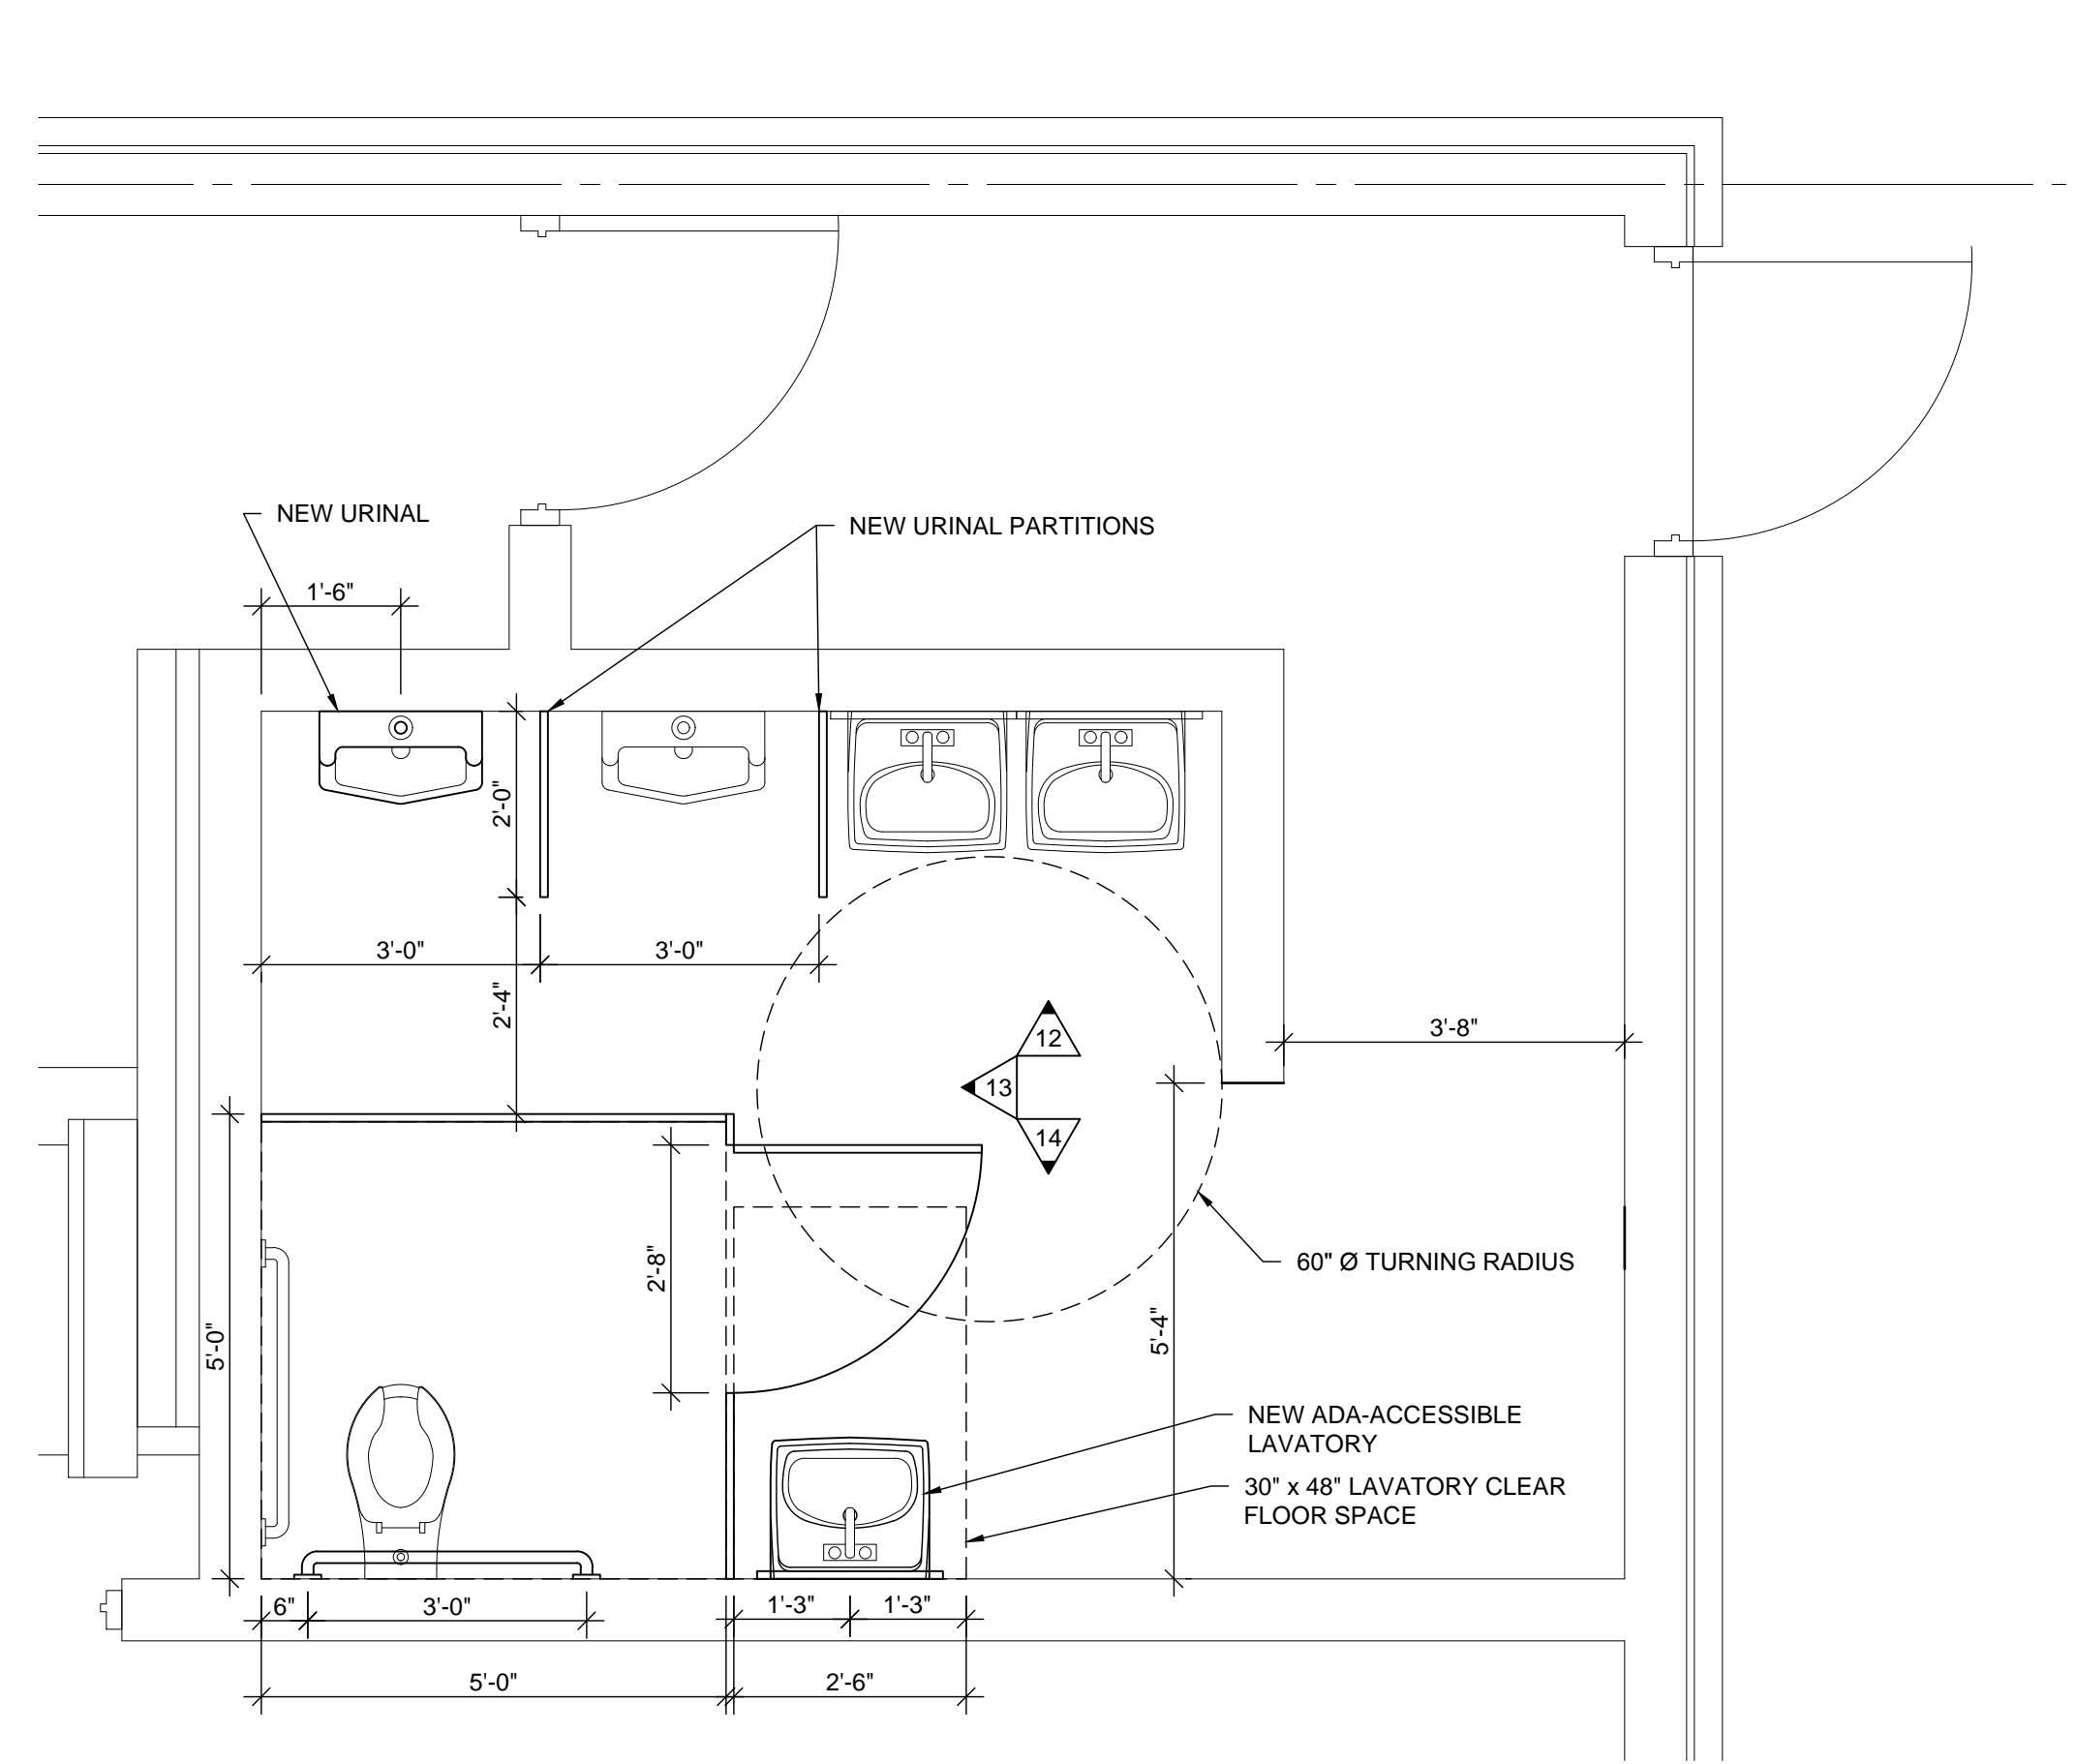 NEW URINAL
NEW URINAL PARTITIONS
1'-6"
2'-0"
3'-0"
3'-0"
2'-4"
12
13
14
3'-8"
5'-0"
2'-8"
5'-4"
60" Ø TURNING RADIUS
NEW ADA-ACCESSIBLE
LAVATORY
30" x 48" LAVATORY CLEAR
FLOOR SPACE
6"
3'-0"
1'-3"
1'-3"
5'-0"
2'-6"